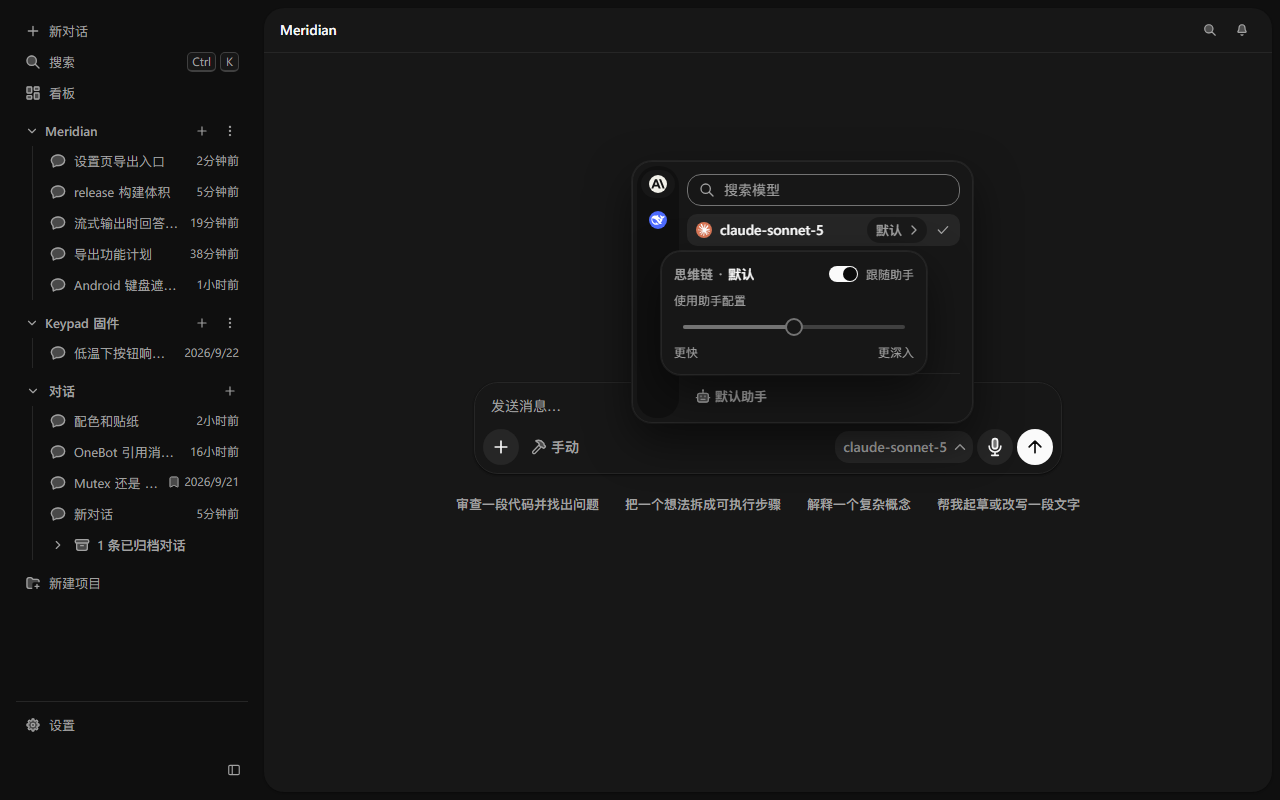 新对话
搜索 Ctrl K
看板
Meridian
设置页导出入口 2分钟前
release 构建体积 5分钟前
流式输出时回答… 19分钟前
导出功能计划 38分钟前
Android 键盘遮… 1小时前
Keypad 固件
低温下按钮响… 2026/9/22
对话
配色和贴纸 2小时前
OneBot 引用消… 16小时前
Mutex 还是 … 2026/9/21
新对话 5分钟前
1 条已归档对话
新建项目
设置
Meridian
搜索模型
claude-sonnet-5 默认
思维链 · 默认 跟随助手
使用助手配置
更快 更深入
默认助手
发送消息…
手动 claude-sonnet-5
审查一段代码并找出问题 把一个想法拆成可执行步骤 解释一个复杂概念 帮我起草或改写一段文字